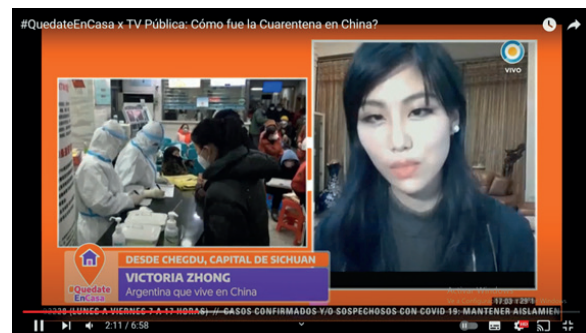 #QuedateEnCasa x TV Pública: Cómo fue la Cuarentena en China?
VIVO
#Quedate
EnCasa
DESDE CHEGDU, CAPITAL DE SICHUAN
VICTORIA ZHONG
Argentina que vive en China
17:03
(LUNES A VIERNES 7 A 17 HORAS) // CASOS CONFIRMADOS Y/O SOSPECHOSOS CON COVID 19: MANTENER AISLAMIEN
2:11 / 6:58